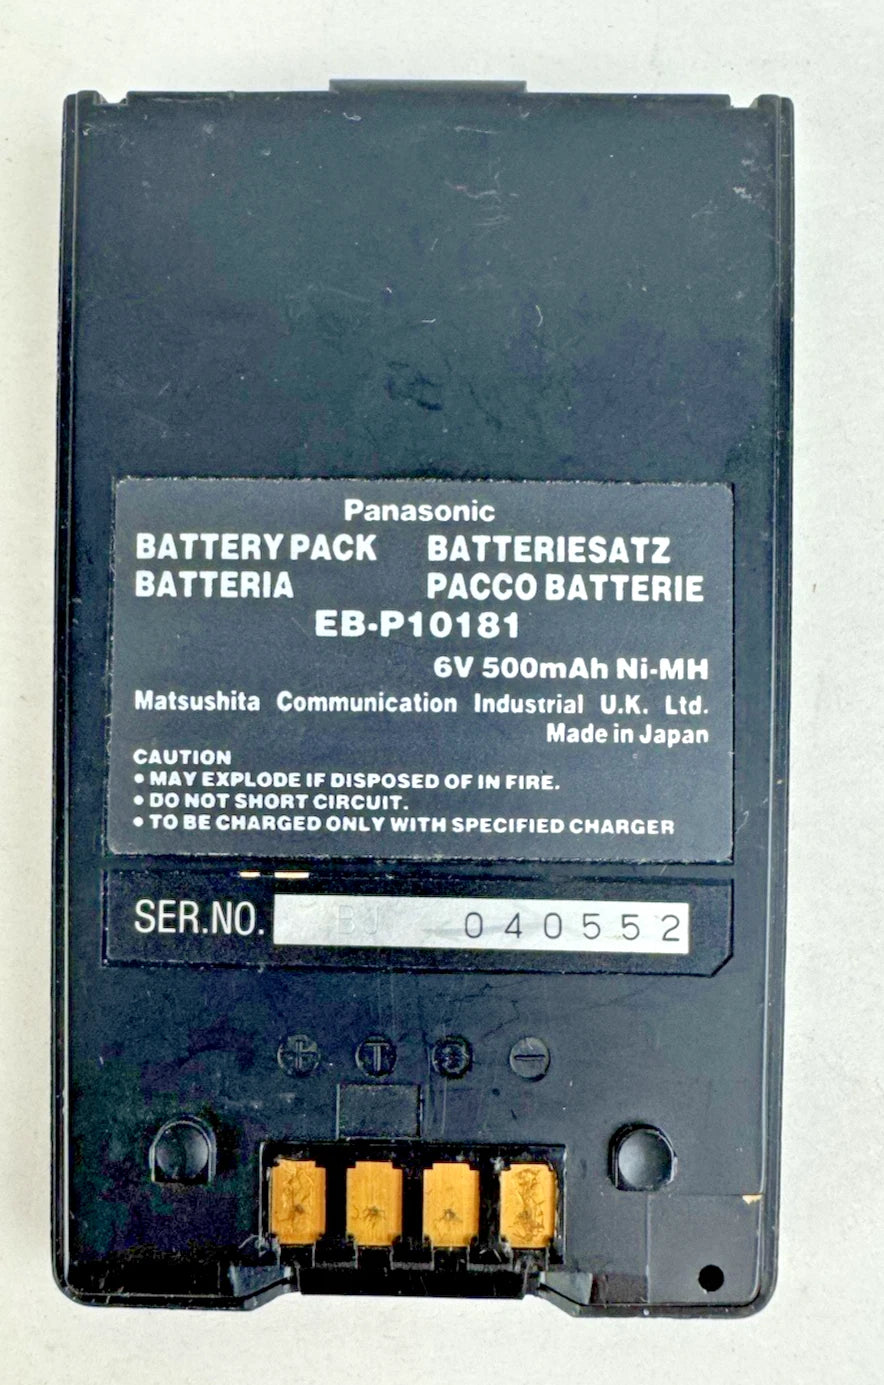 Panasonic
BATTERY PACK BATTERIESATZ
BATTERIA PACCO BATTERIE
EB-P10181
6V 500mAh Ni-MH
Matsushita Communication Industrial U.K. Ltd.
Made in Japan
CAUTION
• MAY EXPLODE IF DISPOSED OF IN FIRE.
• DO NOT SHORT CIRCUIT.
• TO BE CHARGED ONLY WITH SPECIFIED CHARGER
SER.NO. BJ 040552
+ T S -